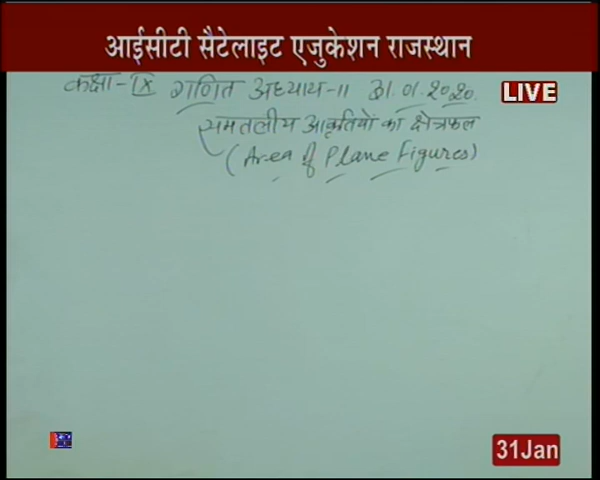 आईसीटी सैटेलाइट एजुकेशन राजस्थान
कक्षा-IX गणित अध्याय-11 31.01.2020.
LIVE
समतलीय आकृतियों का क्षेत्रफल
(Area of Plane Figures)
31Jan